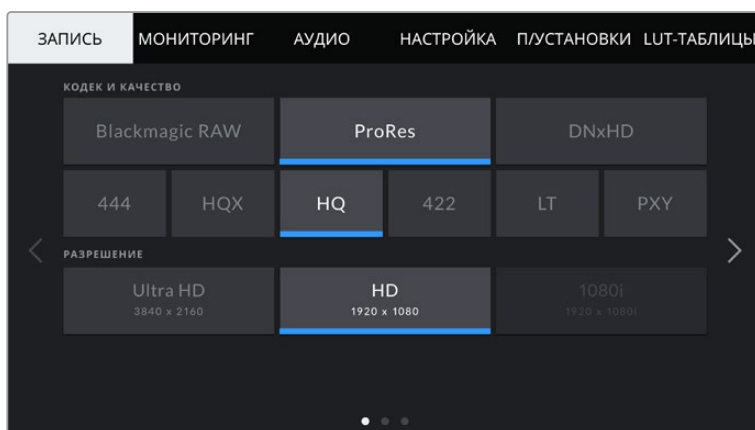 ЗАПИСЬ МОНИТОРИНГ АУДИО НАСТРОЙКА П/УСТАНОВКИ LUT-ТАБЛИЦЫ
КОДЕК И КАЧЕСТВО
Blackmagic RAW ProRes DNxHD
444 HQX HQ 422 LT PXY
РАЗРЕШЕНИЕ
Ultra HD HD 1080i
3840 x 2160 1920 x 1080 1920 x 1080i